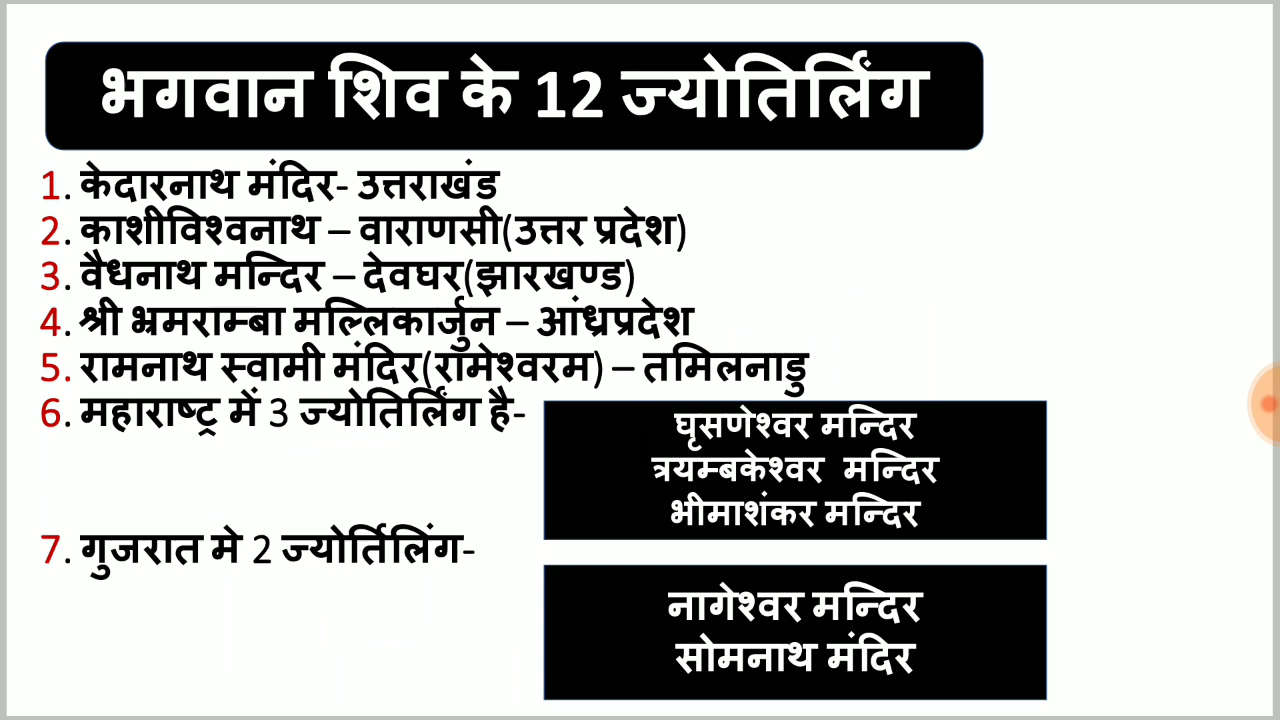 भगवान शिव के 12 ज्योतिर्लिंग
1. केदारनाथ मंदिर- उत्तराखंड
2. काशीविश्वनाथ – वाराणसी(उत्तर प्रदेश)
3. वैधनाथ मन्दिर – देवघर(झारखण्ड)
4. श्री भ्रमराम्बा मल्लिकार्जुन – आंध्रप्रदेश
5. रामनाथ स्वामी मंदिर(रामेश्वरम) – तमिलनाडु
6. महाराष्ट्र में 3 ज्योतिर्लिंग है-
घृसणेश्वर मन्दिर
त्रयम्बकेश्वर मन्दिर
भीमाशंकर मन्दिर
7. गुजरात मे 2 ज्योर्तिलिंग-
नागेश्वर मन्दिर
सोमनाथ मंदिर